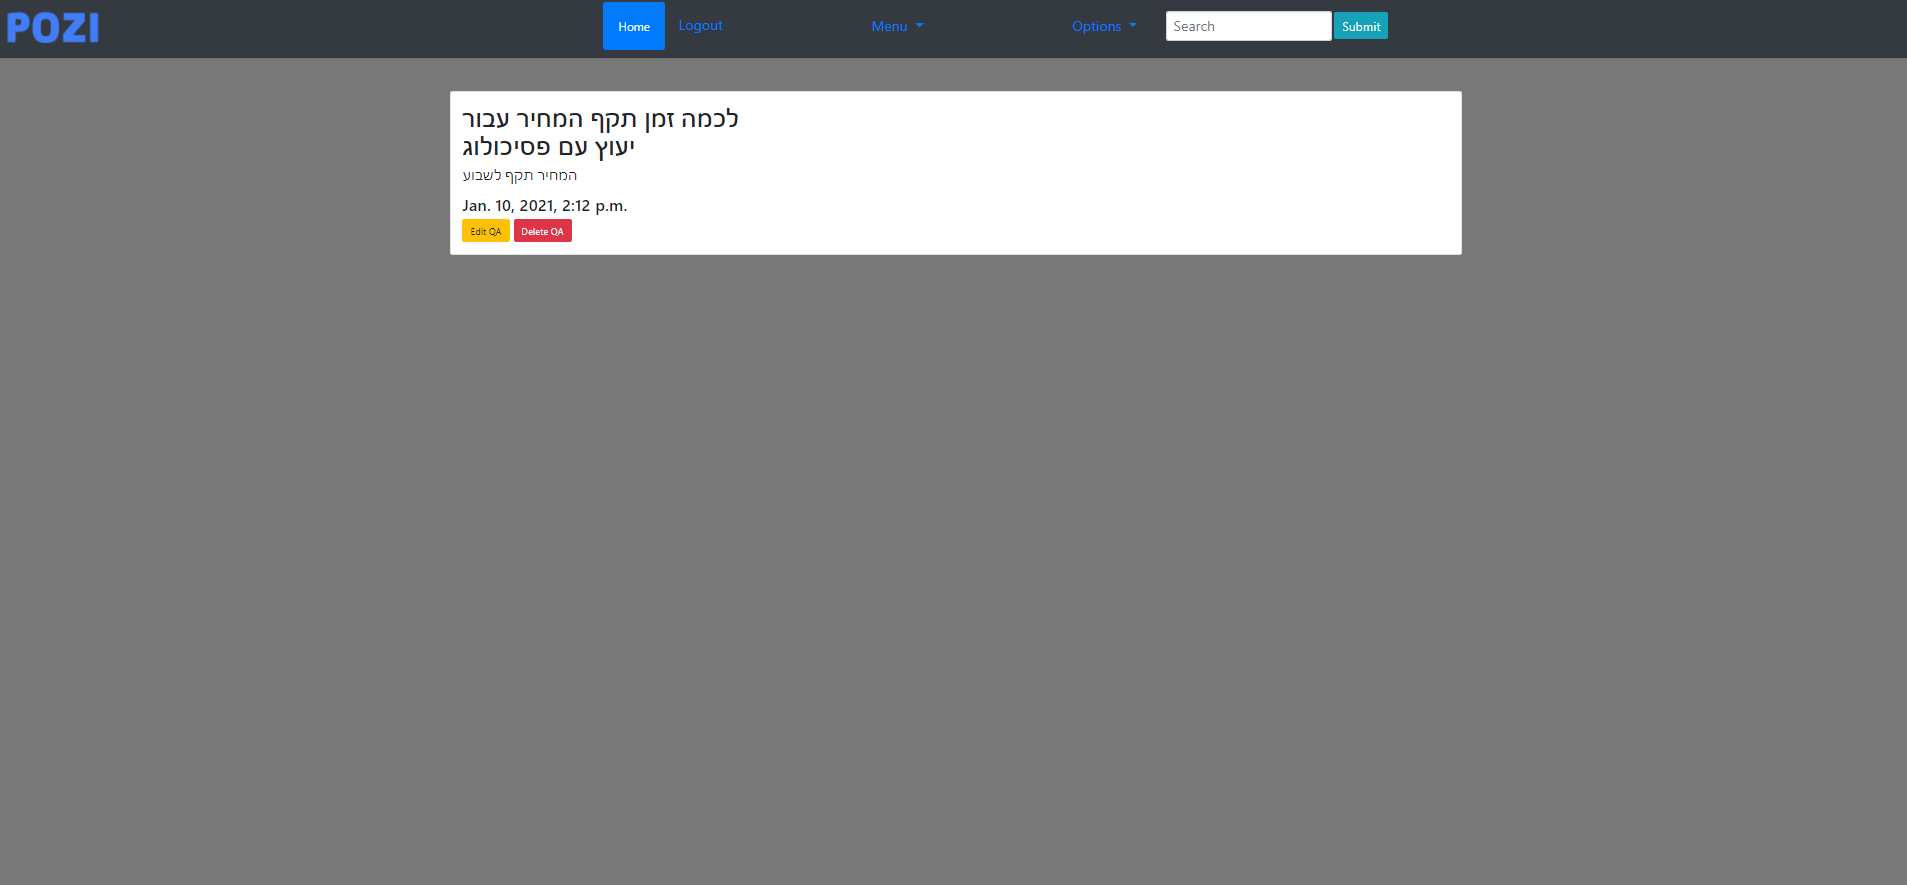 POZI
Home
Logout
Menu
Options
Search
Submit
לכמה זמן תקף המחיר עבור
יעוץ עם פסיכולוג
המחיר תקף לשבוע
Jan. 10, 2021, 2:12 p.m.
Edit QA
Delete QA